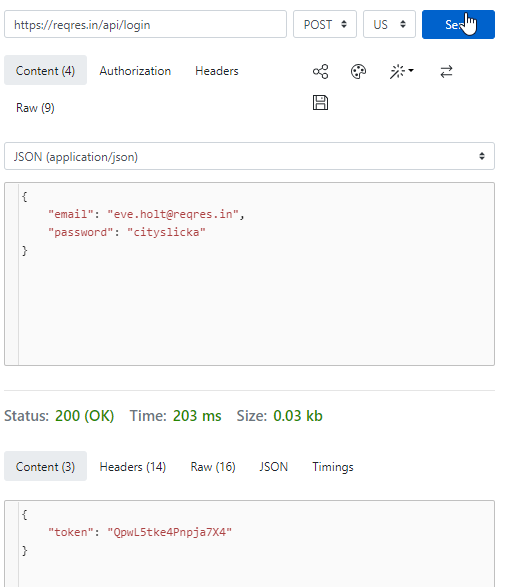 https://reqres.in/api/login POST US
Content (4) Authorization Headers
Raw (9)
JSON (application/json)
{
"email": "eve.holt@reqres.in",
"password": "cityslicka"
}
Status: 200 (OK) Time: 203 ms Size: 0.03 kb
Content (3) Headers (14) Raw (16) JSON Timings
{
"token": "QpwL5tke4Pnpja7X4"
}